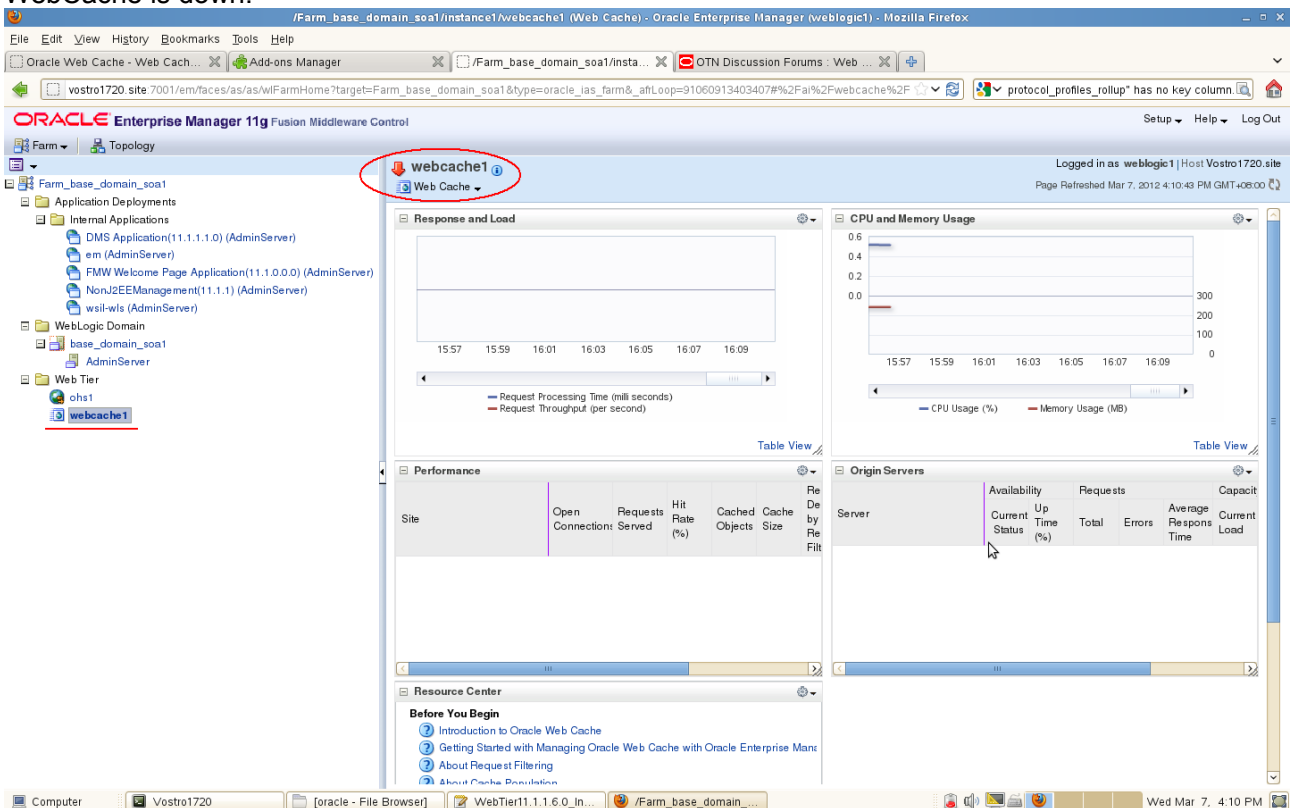 WebCache is down.
/Farm_base_domain_soa1/instance1/webcache1 (Web Cache) - Oracle Enterprise Manager (weblogic1) - Mozilla Firefox
File Edit View History Bookmarks Tools Help
Oracle Web Cache - Web Cach... Add-ons Manager /Farm_base_domain_soa1/insta... OTN Discussion Forums : Web ...
vostro1720.site:7001/em/faces/as/as/wlFarmHome?target=Farm_base_domain_soa1&type=oracle_ias_farm&_afrLoop=91060913403407#%2Fai%2Fwebcache%2F protocol_profiles_rollup" has no key column.
ORACLE Enterprise Manager 11g Fusion Middleware Control
Setup Help Log Out
Farm Topology
webcache1
Web Cache
Logged in as weblogic1 | Host Vostro1720.site
Page Refreshed Mar 7, 2012 4:10:43 PM GMT+08:00
Farm_base_domain_soa1
Application Deployments
Internal Applications
DMS Application(11.1.1.1.0) (AdminServer)
em (AdminServer)
FMW Welcome Page Application(11.1.0.0.0) (AdminServer)
NonJ2EEManagement(11.1.1) (AdminServer)
wsil-wls (AdminServer)
WebLogic Domain
base_domain_soa1
AdminServer
Web Tier
ohs1
webcache1
Response and Load
15:57 15:59 16:01 16:03 16:05 16:07 16:09
Request Processing Time (milli seconds)
Request Throughput (per second)
Table View
CPU and Memory Usage
0.6
0.4
0.2
0.0
300
200
100
0
15:57 15:59 16:01 16:03 16:05 16:07 16:09
CPU Usage (%) Memory Usage (MB)
Table View
Performance
Site
Open Connections
Requests Served
Hit Rate (%)
Cached Objects
Cache Size
Re De by Re Filt
Origin Servers
Server
Availability
Current Status
Up Time (%)
Requests
Total
Errors
Average Respons Time
Capacit
Current Load
Resource Center
Before You Begin
Introduction to Oracle Web Cache
Getting Started with Managing Oracle Web Cache with Oracle Enterprise Mana
About Request Filtering
About Cache Population
Computer Vostro1720 [oracle - File Browser] WebTier11.1.1.6.0_In... /Farm_base_domain_... Wed Mar 7, 4:10 PM